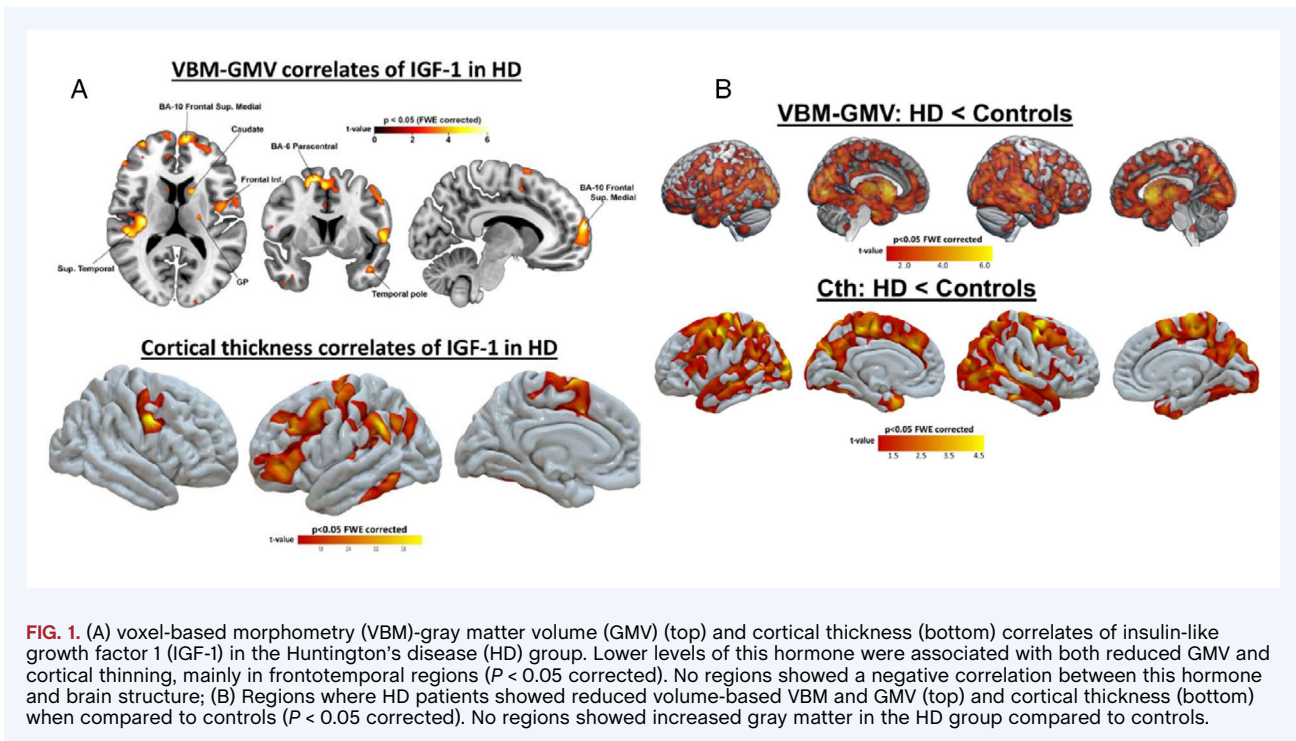 A
VBM-GMV correlates of IGF-1 in HD
BA-10 Frontal Sup. Medial
Caudate
p < 0.05 (FWE corrected)
t-value
0 2 4 6
BA-6 Paracentral
Frontal Inf.
BA-10 Frontal
Sup. Medial
Sup. Temporal
GP
Temporal pole
Cortical thickness correlates of IGF-1 in HD
p<0.05 FWE corrected
t-value
B
VBM-GMV: HD < Controls
p<0.05 FWE corrected
t-value
2.0 4.0 6.0
Cth: HD < Controls
p<0.05 FWE corrected
t-value
1.5 2.5 3.5 4.5
FIG. 1. (A) voxel-based morphometry (VBM)-gray matter volume (GMV) (top) and cortical thickness (bottom) correlates of insulin-like
growth factor 1 (IGF-1) in the Huntington's disease (HD) group. Lower levels of this hormone were associated with both reduced GMV and
cortical thinning, mainly in frontotemporal regions (P < 0.05 corrected). No regions showed a negative correlation between this hormone
and brain structure; (B) Regions where HD patients showed reduced volume-based VBM and GMV (top) and cortical thickness (bottom)
when compared to controls (P < 0.05 corrected). No regions showed increased gray matter in the HD group compared to controls.